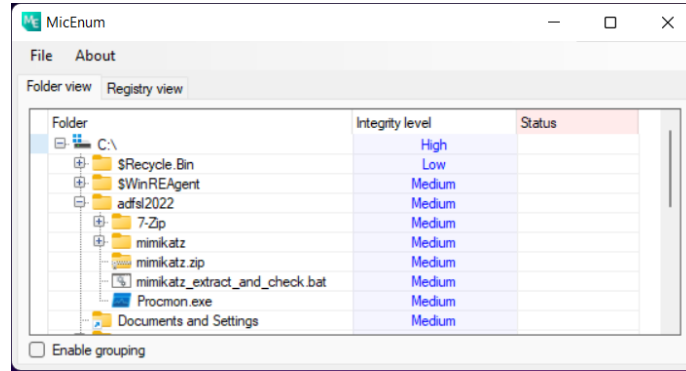 ME MicEnum
File About
Folder view Registry view
Folder Integrity level Status
C:\ High
$Recycle.Bin Low
$WinREAgent Medium
adfsl2022 Medium
7-Zip Medium
mimikatz Medium
mimikatz.zip Medium
mimikatz_extract_and_check.bat Medium
Procmon.exe Medium
Documents and Settings Medium
Enable grouping